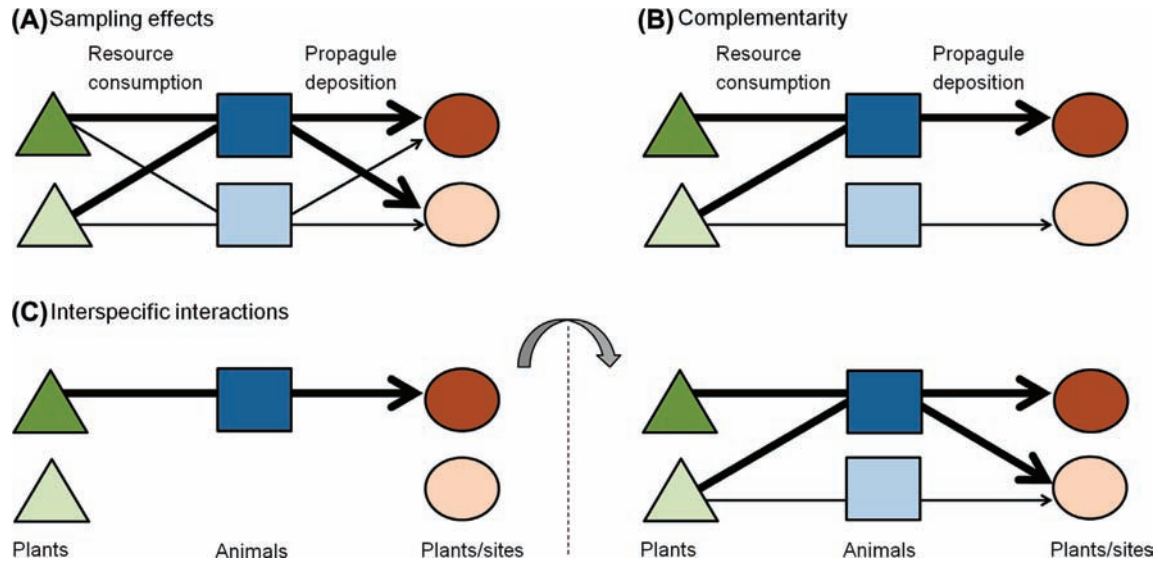 (A) Sampling effects
Resource
consumption
Propagule
deposition
(B) Complementarity
Resource
consumption
Propagule
deposition
(C) Interspecific interactions
Plants
Animals
Plants/sites
Plants
Animals
Plants/sites